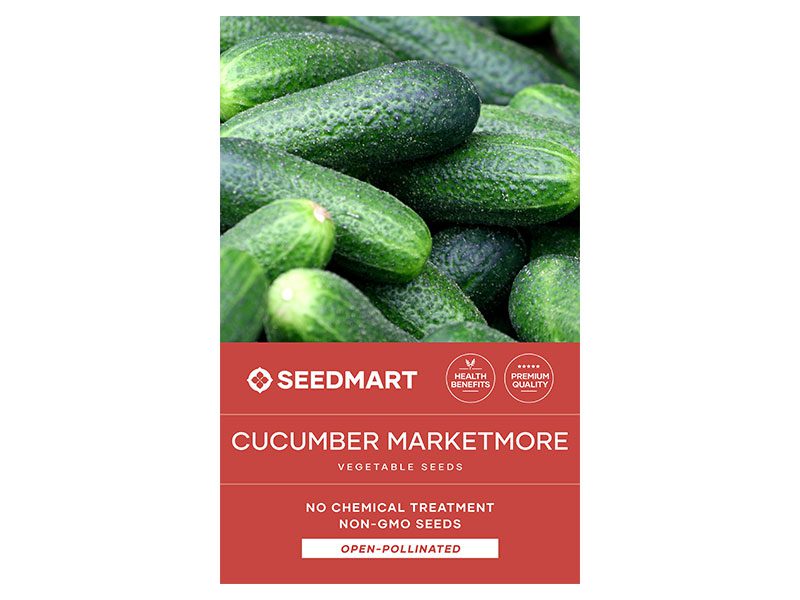 SEEDMART
HEALTH
BENEFITS
PREMIUM
QUALITY
CUCUMBER MARKETMORE
VEGETABLE SEEDS
NO CHEMICAL TREATMENT
NON-GMO SEEDS
OPEN-POLLINATED